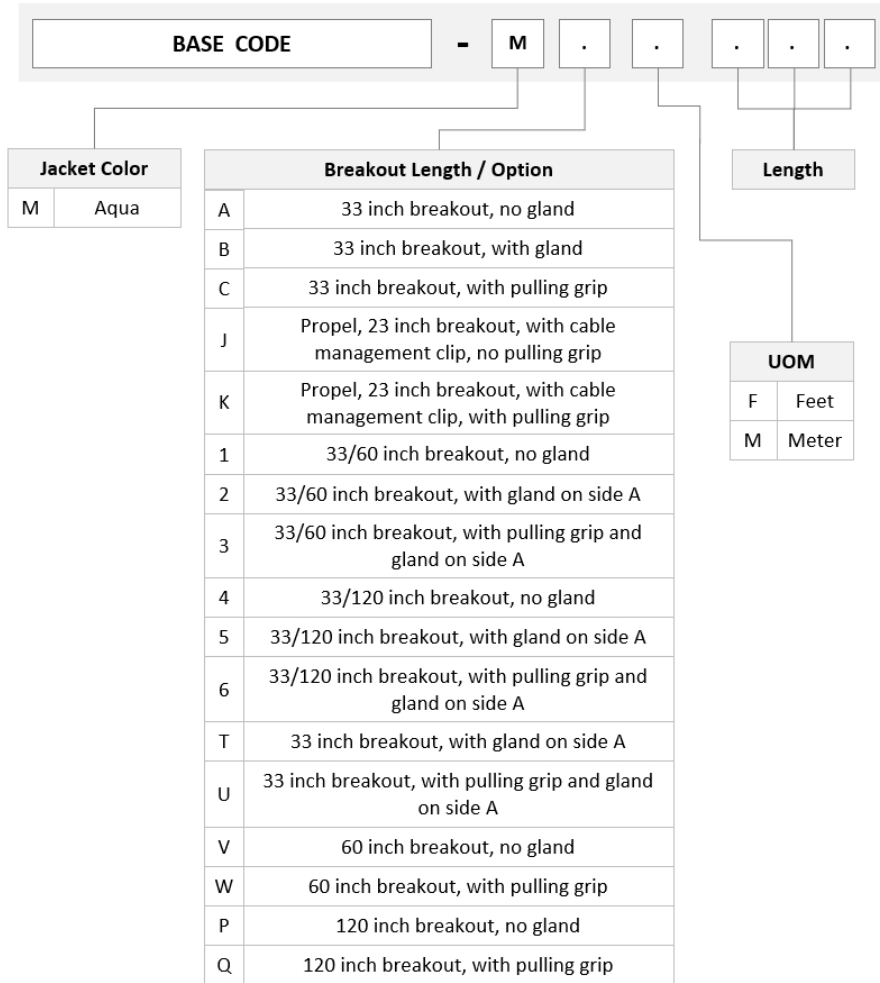 BASE CODE - M . . . . .
Jacket Color
M Aqua
Breakout Length / Option
A 33 inch breakout, no gland
B 33 inch breakout, with gland
C 33 inch breakout, with pulling grip
J Propel, 23 inch breakout, with cable
management clip, no pulling grip
K Propel, 23 inch breakout, with cable
management clip, with pulling grip
1 33/60 inch breakout, no gland
2 33/60 inch breakout, with gland on side A
3 33/60 inch breakout, with pulling grip and
gland on side A
4 33/120 inch breakout, no gland
5 33/120 inch breakout, with gland on side A
6 33/120 inch breakout, with pulling grip and
gland on side A
T 33 inch breakout, with gland on side A
U 33 inch breakout, with pulling grip and gland
on side A
V 60 inch breakout, no gland
W 60 inch breakout, with pulling grip
P 120 inch breakout, no gland
Q 120 inch breakout, with pulling grip
Length
UOM
F Feet
M Meter